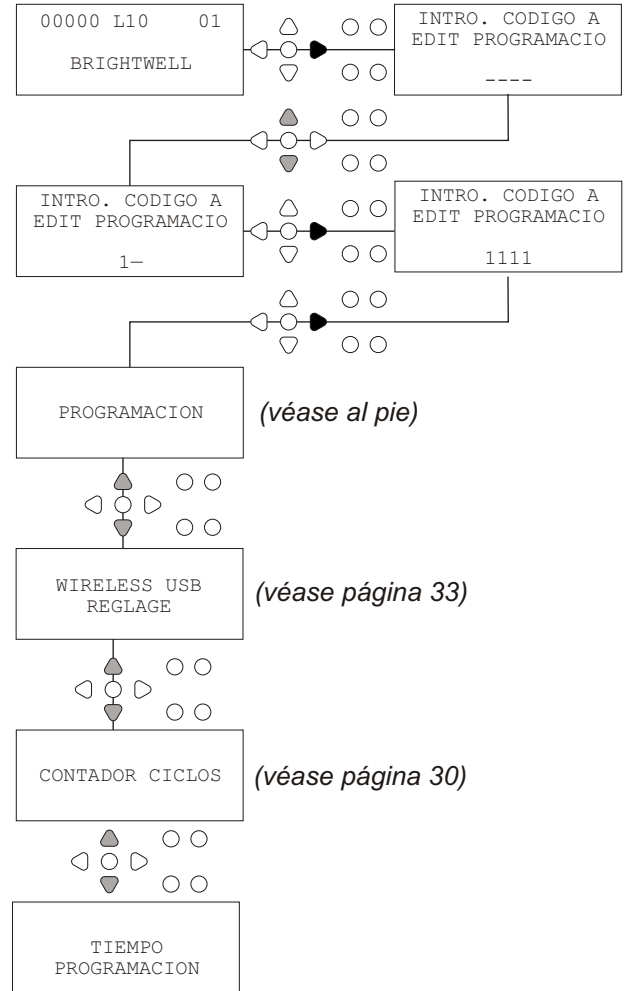 00000 L10 01
BRIGHTWELL
INTRO. CODIGO A
EDIT PROGRAMACIO
----
INTRO. CODIGO A
EDIT PROGRAMACIO
1—
INTRO. CODIGO A
EDIT PROGRAMACIO
1111
PROGRAMACION
(véase al pie)
WIRELESS USB
REGLAGE
(véase página 33)
CONTADOR CICLOS
(véase página 30)
TIEMPO
PROGRAMACION